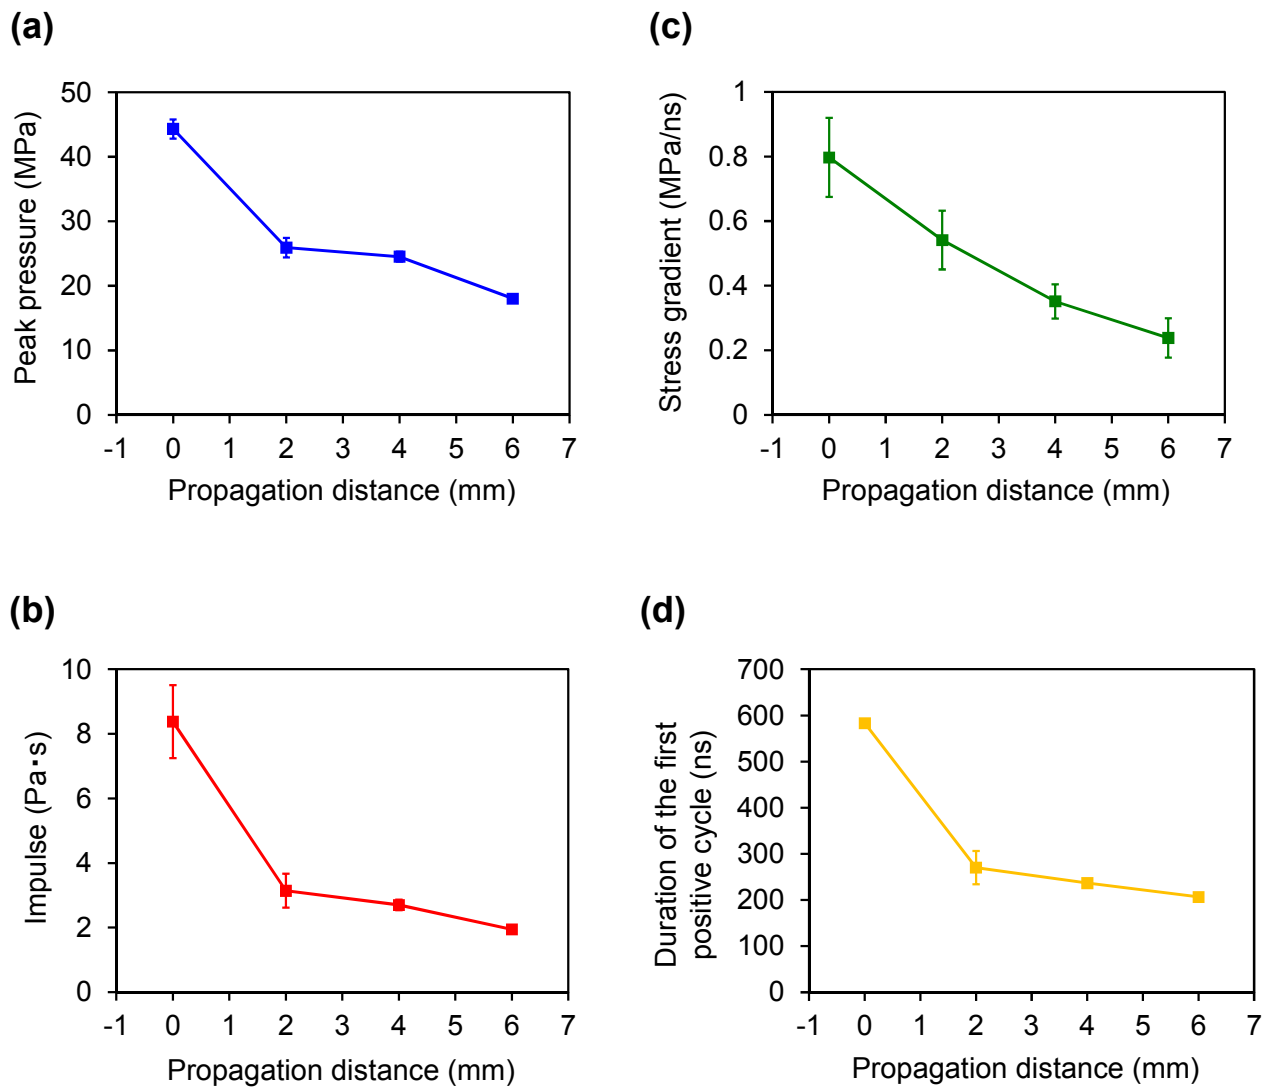 (a)
50
40
30
20
10
0
Peak pressure (MPa)
-1 0 1 2 3 4 5 6 7
Propagation distance (mm)
(c)
1
0.8
0.6
0.4
0.2
0
Stress gradient (MPa/ns)
-1 0 1 2 3 4 5 6 7
Propagation distance (mm)
(b)
10
8
6
4
2
0
Impulse (Pa・s)
-1 0 1 2 3 4 5 6 7
Propagation distance (mm)
(d)
700
600
500
400
300
200
100
0
Duration of the first
positive cycle (ns)
-1 0 1 2 3 4 5 6 7
Propagation distance (mm)